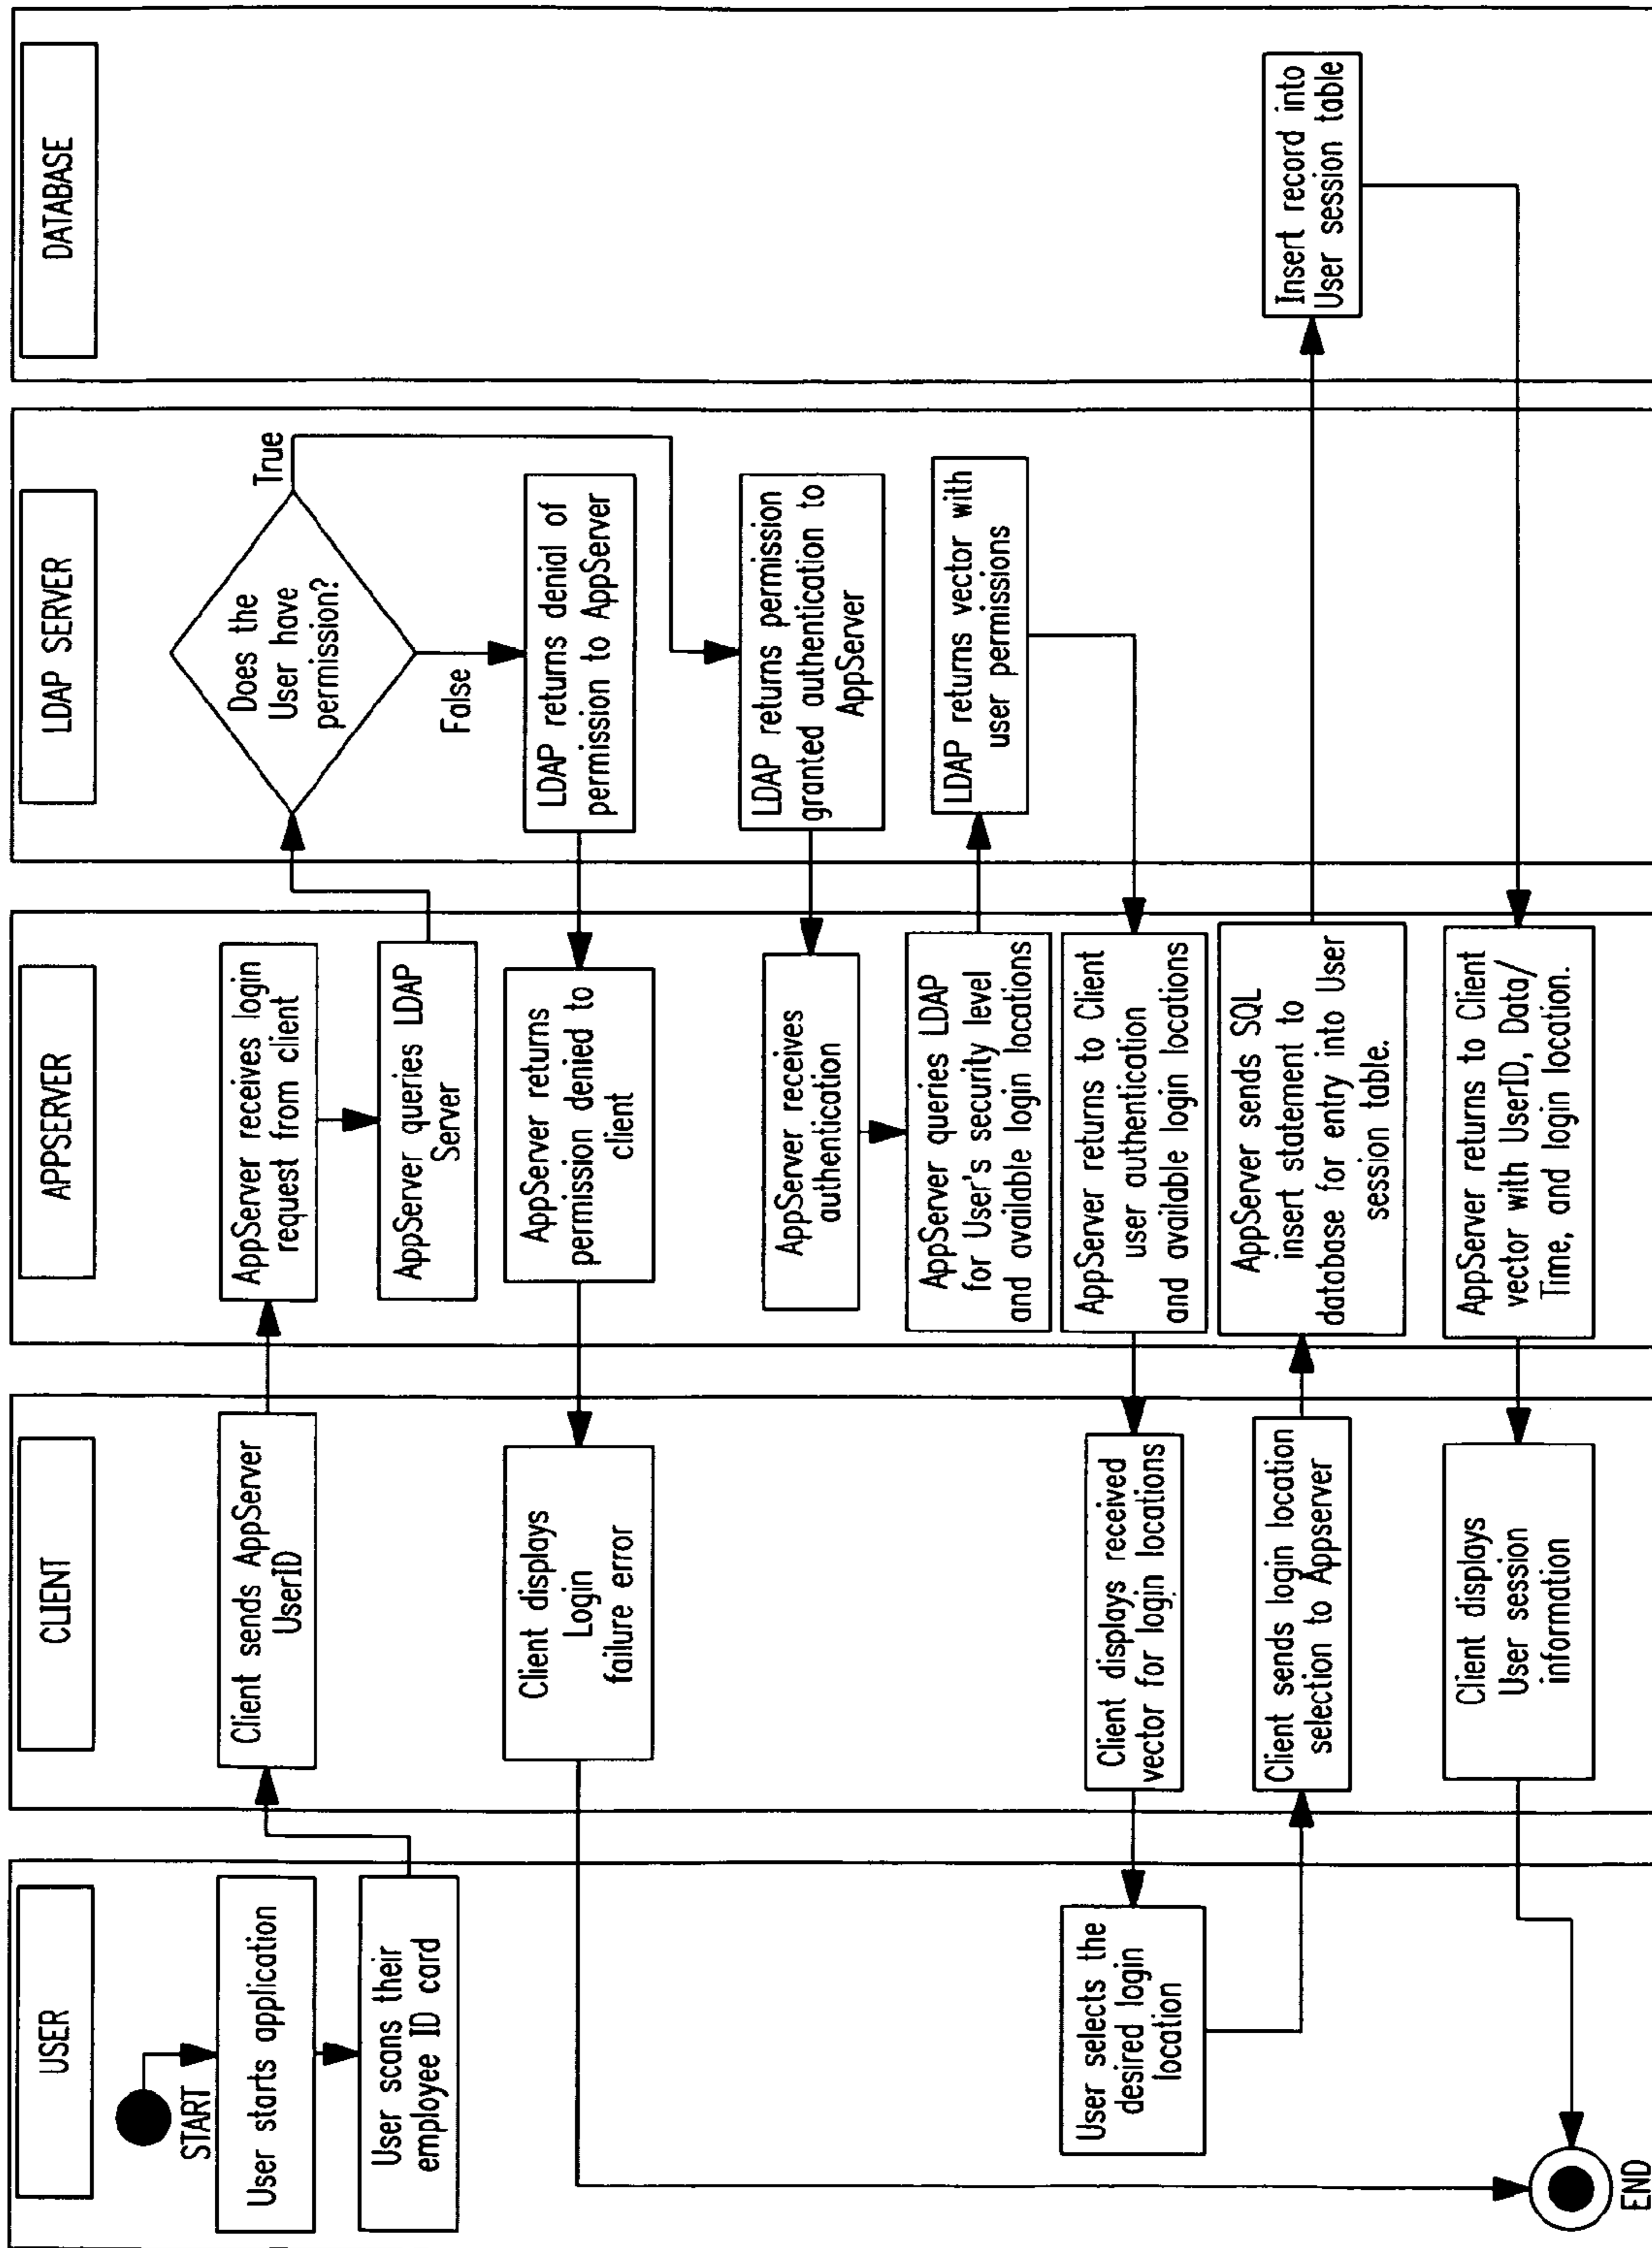 USER
START
User starts application
User scans their
employee ID card
User selects the
desired login
location
END
CLIENT
Client sends AppServer
UserID
Client displays
Login
failure error
Client displays received
vector for login locations
Client sends login location
selection to Appserver
Client displays
User session
information
APPSERVER
AppServer receives login
request from client
AppServer queries LDAP
Server
AppServer returns
permission denied to
client
AppServer receives
authentication
AppServer queries LDAP
for User's security level
and available login locations
AppServer returns to Client
user authentication
and available login locations
AppServer sends SQL
insert statement to
database for entry into User
session table.
AppServer returns to Client
vector with UserID, Data/
Time, and login location.
LDAP SERVER
Does the
User have
permission?
True
False
LDAP returns denial of
permission to AppServer
LDAP returns permission
granted authentication to
AppServer
LDAP returns vector with
user permissions
DATABASE
Insert record into
User session table